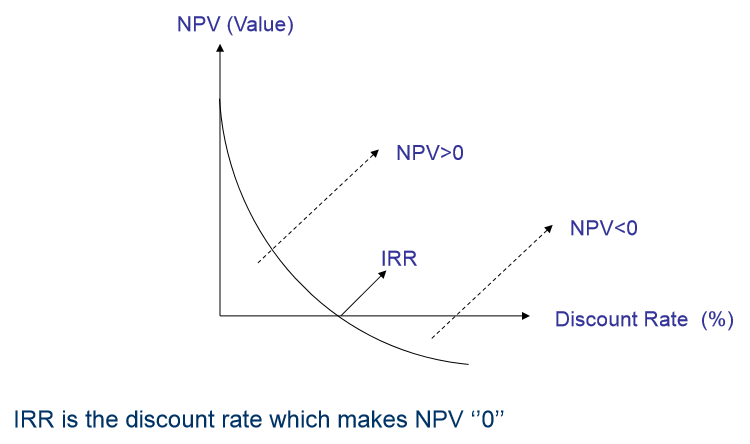 NPV (Value)
NPV>0
NPV<0
IRR
Discount Rate (%)
IRR is the discount rate which makes NPV ‘’0’’